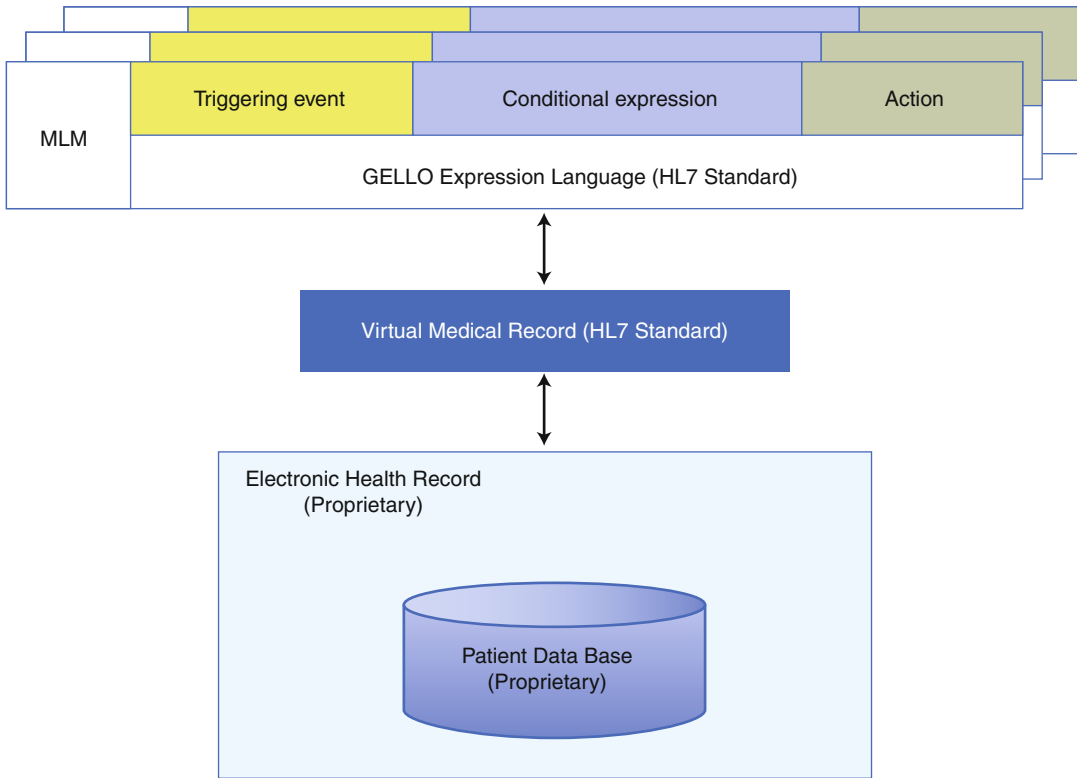 Triggering event
Conditional expression
Action
MLM
GELLO Expression Language (HL7 Standard)
Virtual Medical Record (HL7 Standard)
Electronic Health Record
(Proprietary)
Patient Data Base
(Proprietary)